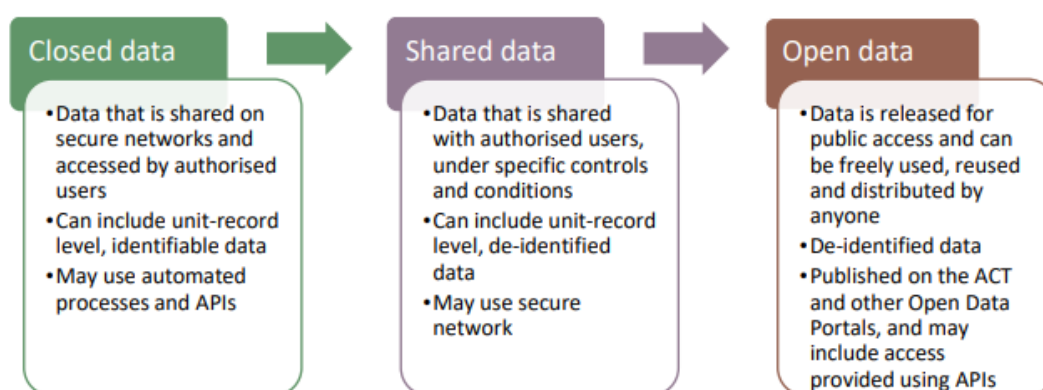 Closed data
•Data that is shared on
secure networks and
accessed by authorised
users
•Can include unit-record
level, identifiable data
•May use automated
processes and APIs
Shared data
•Data that is shared
with authorised users,
under specific controls
and conditions
•Can include unit-record
level, de-identified
data
•May use secure
network
Open data
•Data is released for
public access and can
be freely used, reused
and distributed by
anyone
•De-identified data
•Published on the ACT
and other Open Data
Portals, and may
include access
provided using APIs